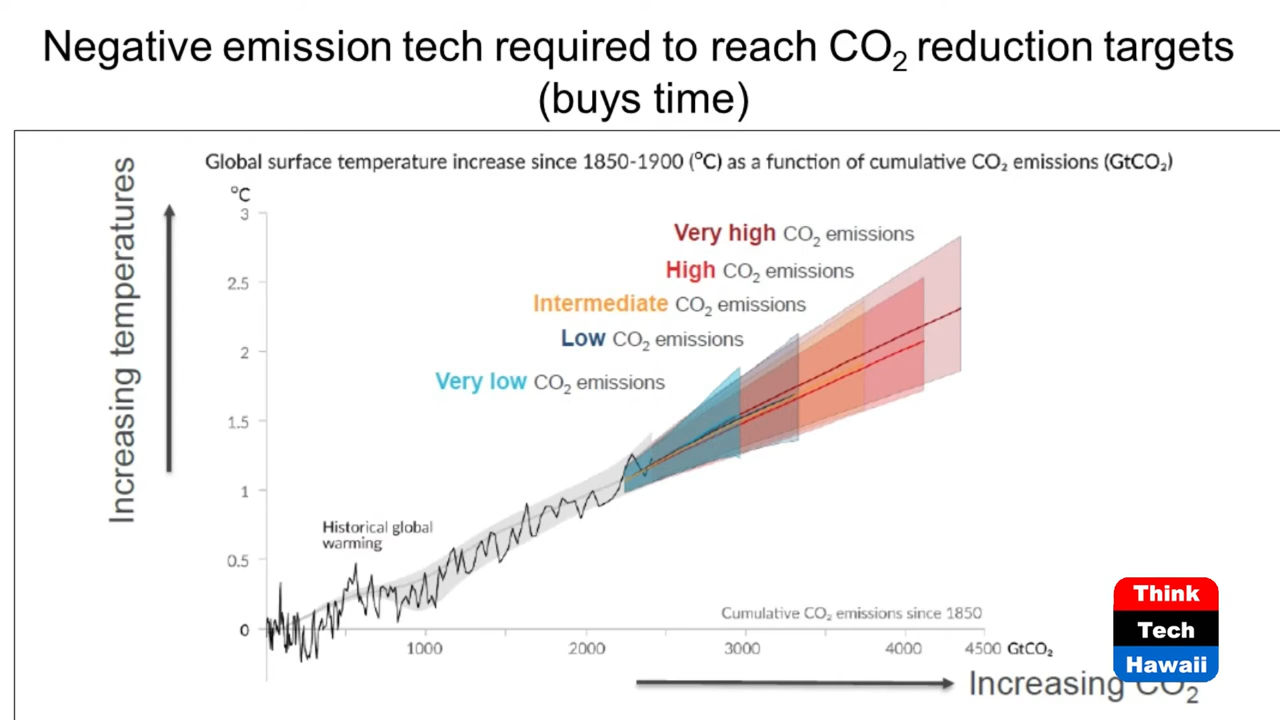 Negative emission tech required to reach CO₂ reduction targets
(buys time)
Increasing temperatures
Global surface temperature increase since 1850-1900 (°C) as a function of cumulative CO₂ emissions (GtCO₂)
°C
3
2.5
2
1.5
1
0.5
0
Very high CO₂ emissions
High CO₂ emissions
Intermediate CO₂ emissions
Low CO₂ emissions
Very low CO₂ emissions
Historical global
warming
Cumulative CO₂ emissions since 1850
1000 2000 3000 4000 4500 GtCO₂
Increasing CO₂
Think
Tech
Hawaii